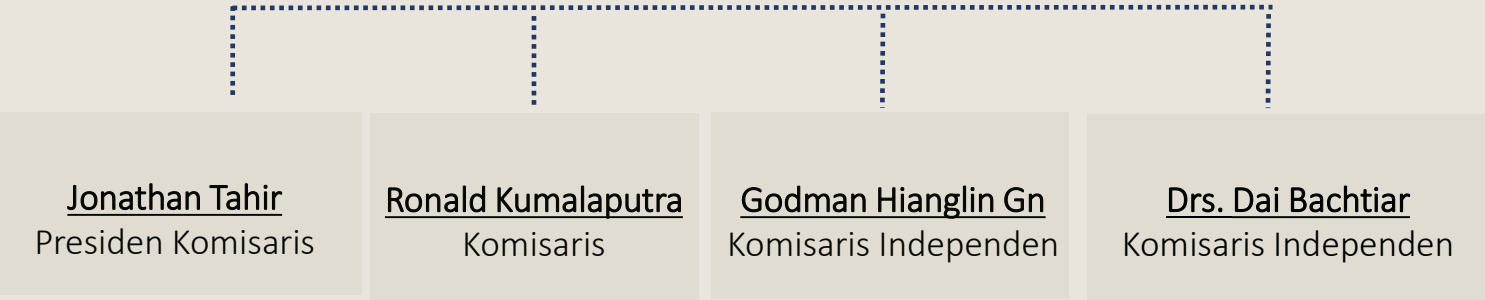 Jonathan Tahir
Presiden Komisaris
Ronald Kumalaputra
Komisaris
Godman Hianglin Gn
Komisaris Independen
Drs. Dai Bachtiar
Komisaris Independen